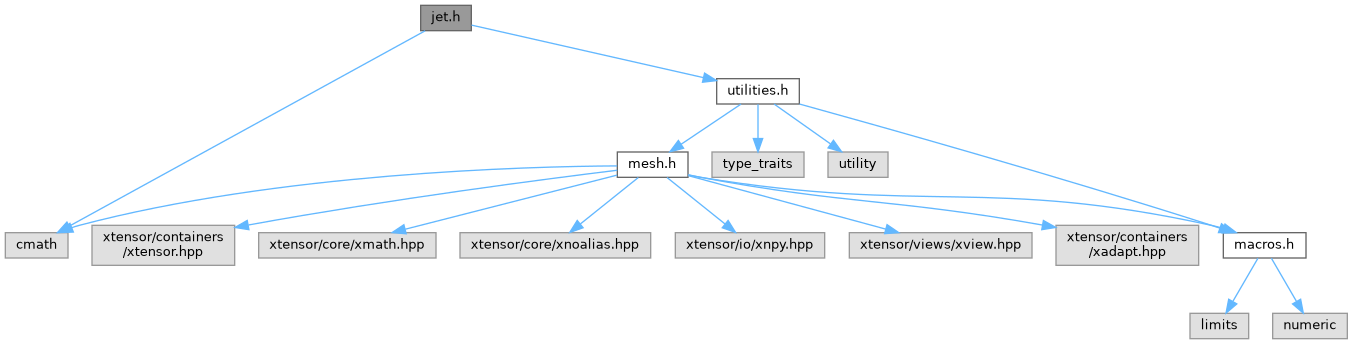 jet.h
utilities.h
mesh.h
type_traits
utility
cmath
xtensor/containers
/xtensor.hpp
xtensor/core/xmath.hpp
xtensor/core/xnoalias.hpp
xtensor/io/xnpy.hpp
xtensor/views/xview.hpp
xtensor/containers
/xadapt.hpp
macros.h
limits
numeric